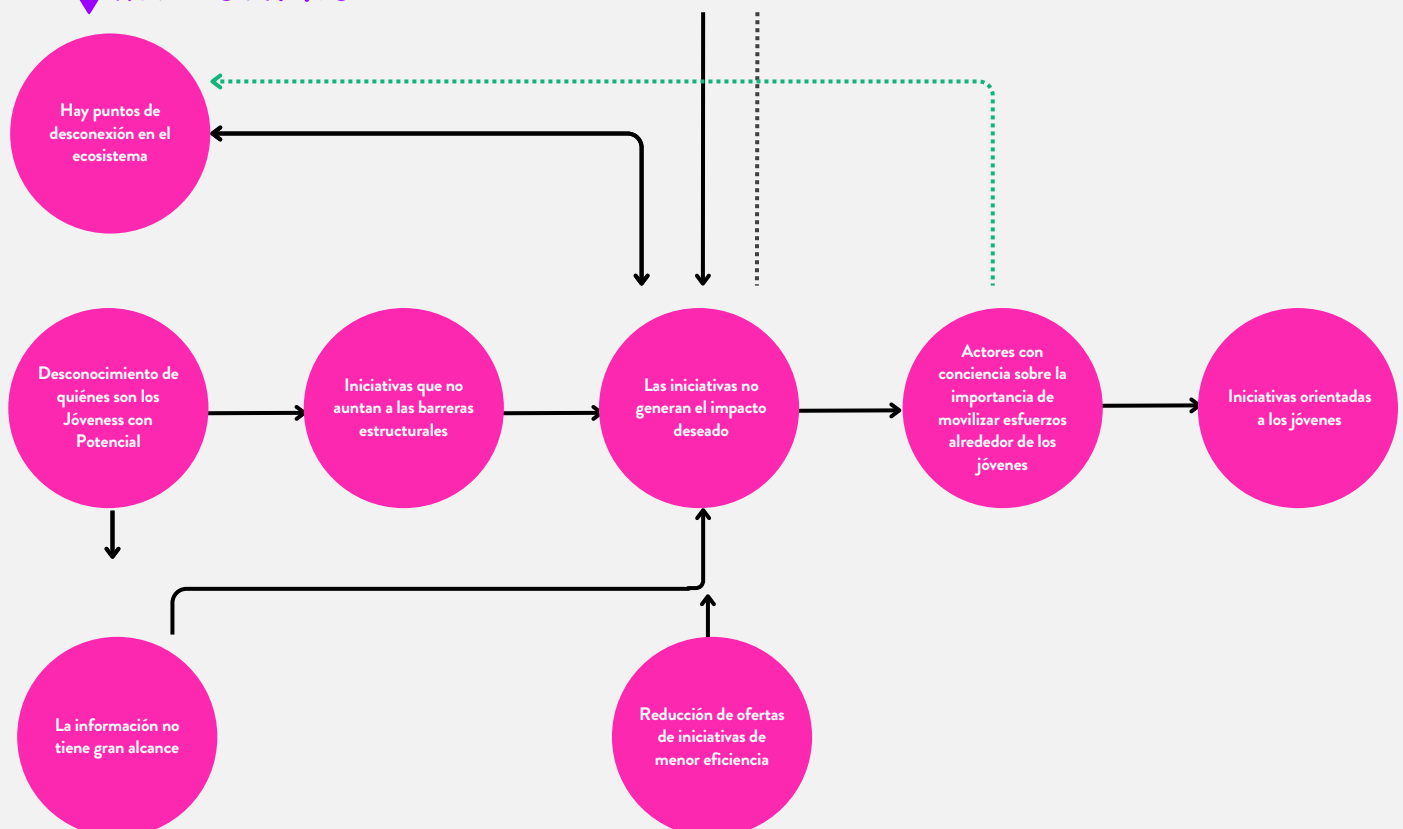 Hay puntos de
desconexión en el
ecosistema
Desconocimiento de
quiénes son los
Jóveness con
Potencial
Iniciativas que no
auntan a las barreras
estructurales
Las iniciativas no
generan el impacto
deseado
Actores con
conciencia sobre la
importancia de
movilizar esfuerzos
alrededor de los
jóvenes
Iniciativas orientadas
a los jóvenes
La información no
tiene gran alcance
Reducción de ofertas
de iniciativas de
menor eficiencia